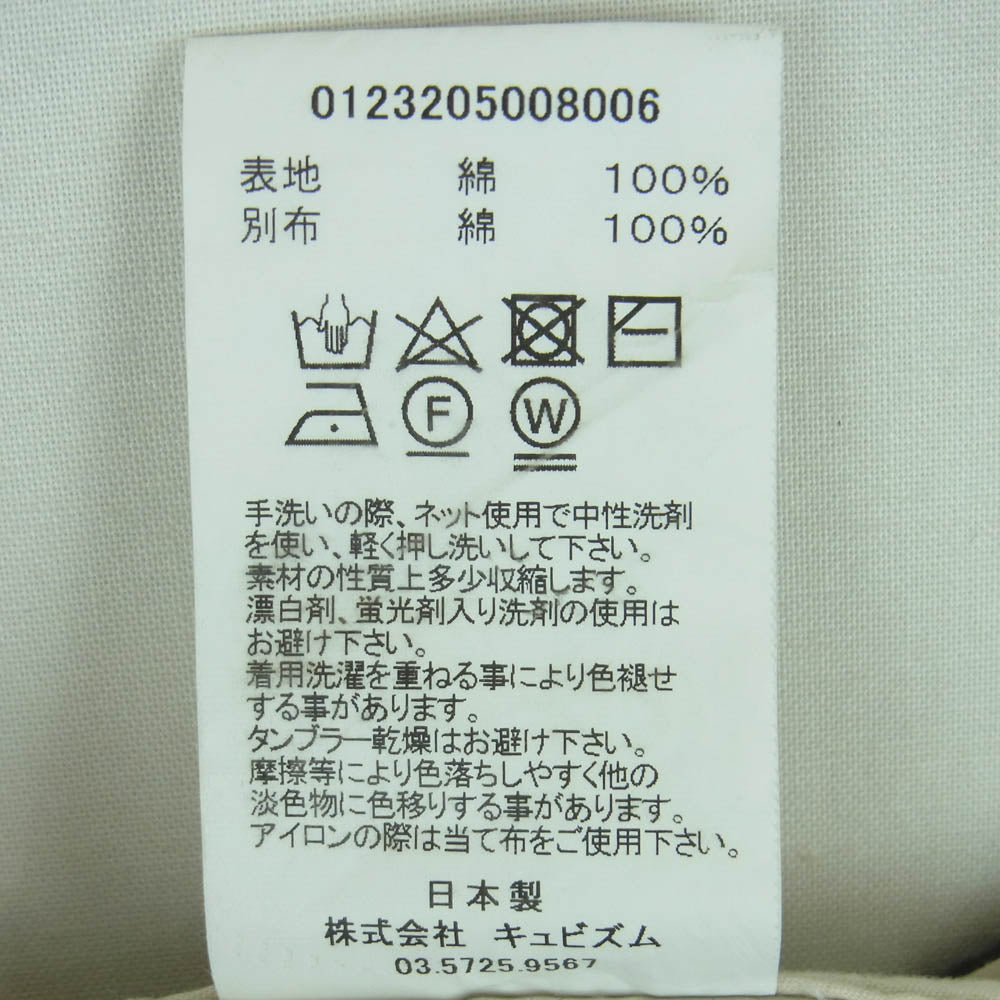 0123205008006
表地 綿 100%
別布 綿 100%
F W
手洗いの際、ネット使用で中性洗剤
を使い、軽く押し洗いして下さい。
素材の性質上多少収縮します。
漂白剤、蛍光剤入り洗剤の使用は
お避け下さい。
着用洗濯を重ねる事により色褪せ
する事があります。
タンブラー乾燥はお避け下さい。
摩擦等により色落ちしやすく他の
淡色物に色移りする事があります。
アイロンの際は当て布をご使用下さい。
日本製
株式会社 キュビズム
03.5725.9567